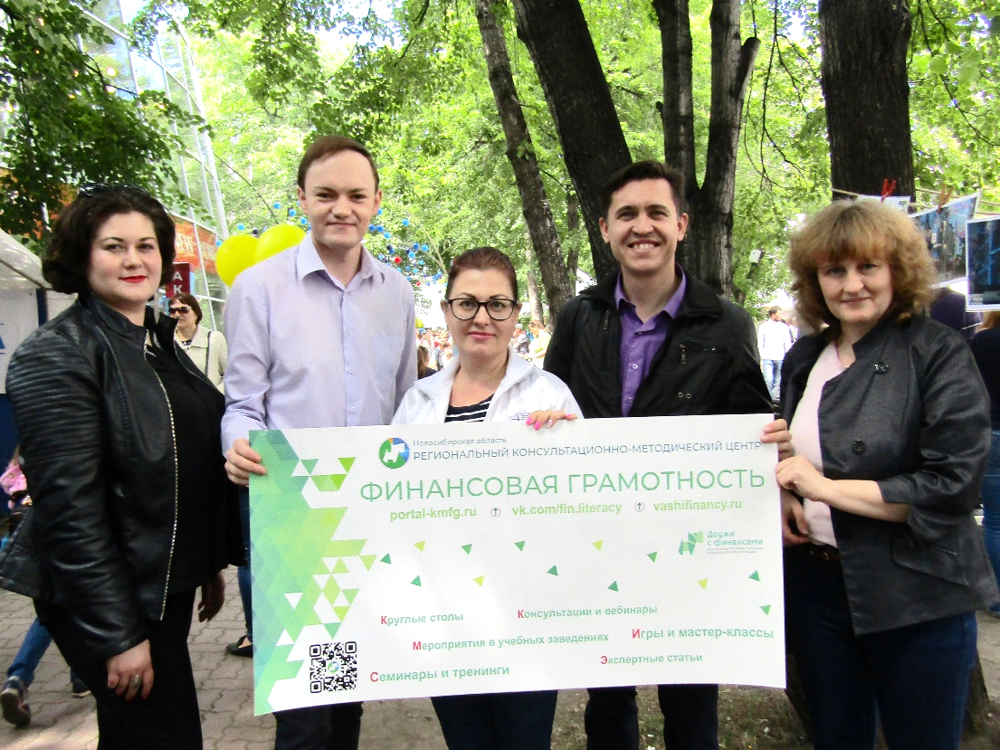 Новосибирская область
РЕГИОНАЛЬНЫЙ КОНСУЛЬТАЦИОННО-МЕТОДИЧЕСКИЙ ЦЕНТР
ФИНАНСОВАЯ ГРАМОТНОСТЬ
portal-kmfg.ru vk.com/fin.literacy vashifinancy.ru
Дружи
с финансами
Круглые столы
Консультации и вебинары
Мероприятия в учебных заведениях
Игры и мастер-классы
Семинары и тренинги
Экспертные статьи